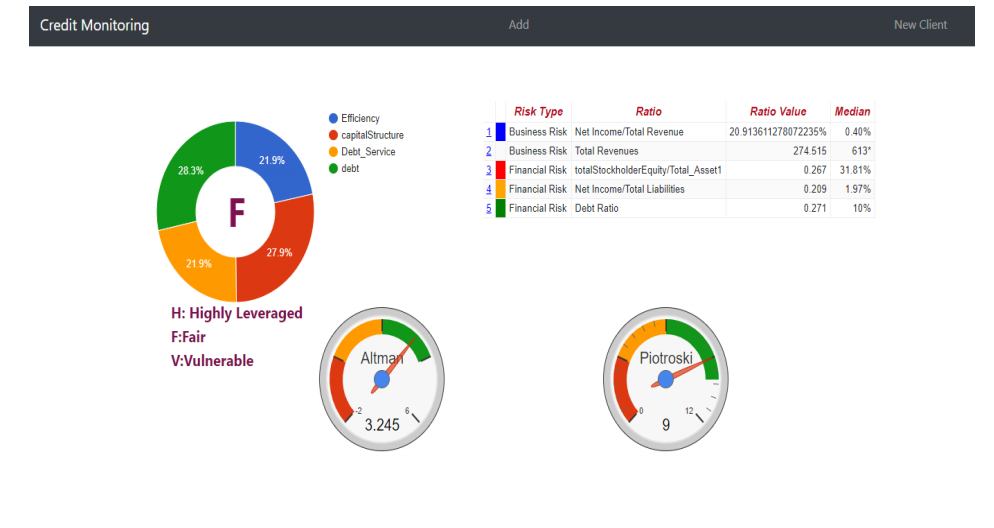 Credit Monitoring Add New Client
Efficiency
capitalStructure
Debt_Service
debt
28.3%
21.9%
F
21.9%
27.9%
Risk Type Ratio Ratio Value Median
1 Business Risk Net Income/Total Revenue 20.913611278072235% 0.40%
2 Business Risk Total Revenues 274.515 613*
3 Financial Risk totalStockholderEquity/Total_Asset1 0.267 31.81%
4 Financial Risk Net Income/Total Liabilities 0.209 1.97%
5 Financial Risk Debt Ratio 0.271 10%
H: Highly Leveraged
F:Fair
V:Vulnerable
Altman
-2 6
3.245
Piotroski
0 12
9